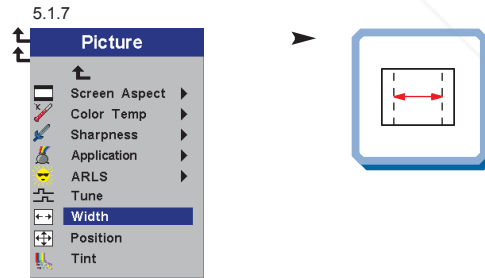 5.1.7
Picture
Screen Aspect
Color Temp
Sharpness
Application
ARLS
Tune
Width
Position
Tint